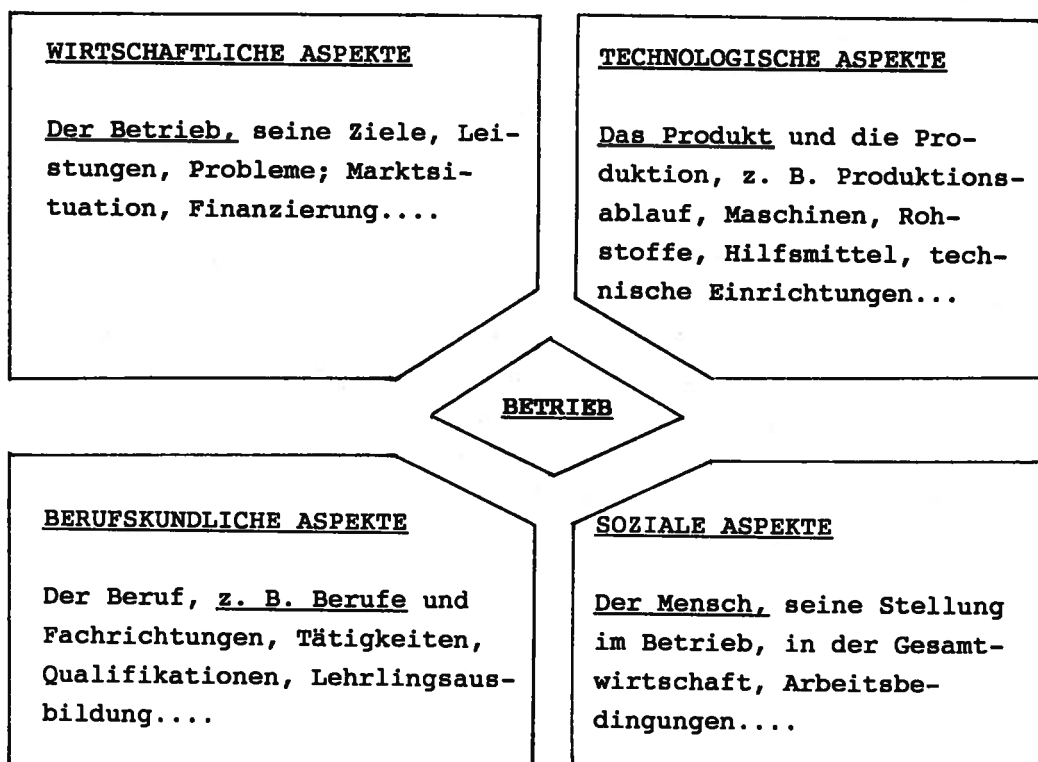 WIRTSCHAFTLICHE ASPEKTE
Der Betrieb, seine Ziele, Lei-
stungen, Probleme; Marktsi-
tuation, Finanzierung....
TECHNOLOGISCHE ASPEKTE
Das Produkt und die Pro-
duktion, z. B. Produktions-
ablauf, Maschinen, Roh-
stoffe, Hilfsmittel, tech-
nische Einrichtungen...
BETRIEB
BERUFSKUNDLICHE ASPEKTE
Der Beruf, z. B. Berufe und
Fachrichtungen, Tätigkeiten,
Qualifikationen, Lehrlingsaus-
bildung....
SOZIALE ASPEKTE
Der Mensch, seine Stellung
im Betrieb, in der Gesamt-
wirtschaft, Arbeitsbe-
dingungen....